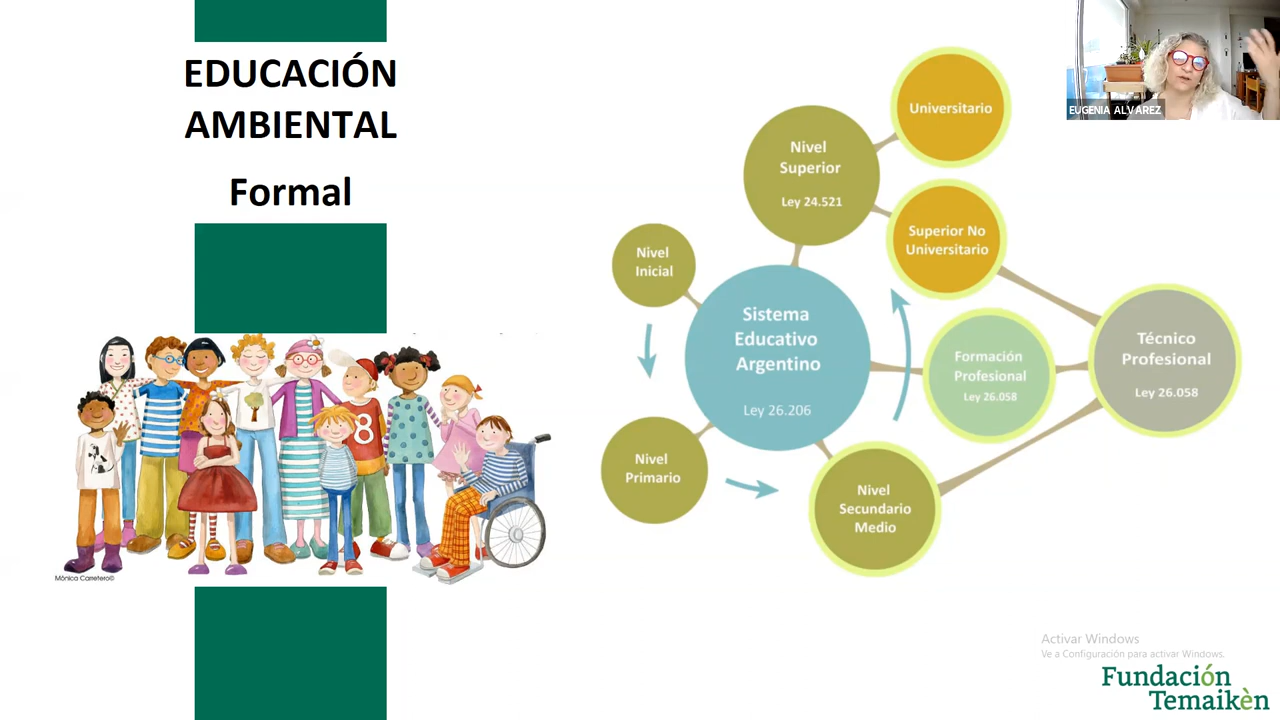 EDUCACIÓN
AMBIENTAL
Formal
8
Mónica Carretero©
Universitario
Nivel
Superior
Ley 24.521
Superior No
Universitario
Nivel
Inicial
Sistema
Educativo
Argentino
Ley 26.206
Formación
Profesional
Ley 26.058
Técnico
Profesional
Ley 26.058
Nivel
Primario
Nivel
Secundario
Medio
EUGENIA ALVAREZ
Activar Windows
Ve a Configuración para activar Windows.
Fundación
Temaikèn